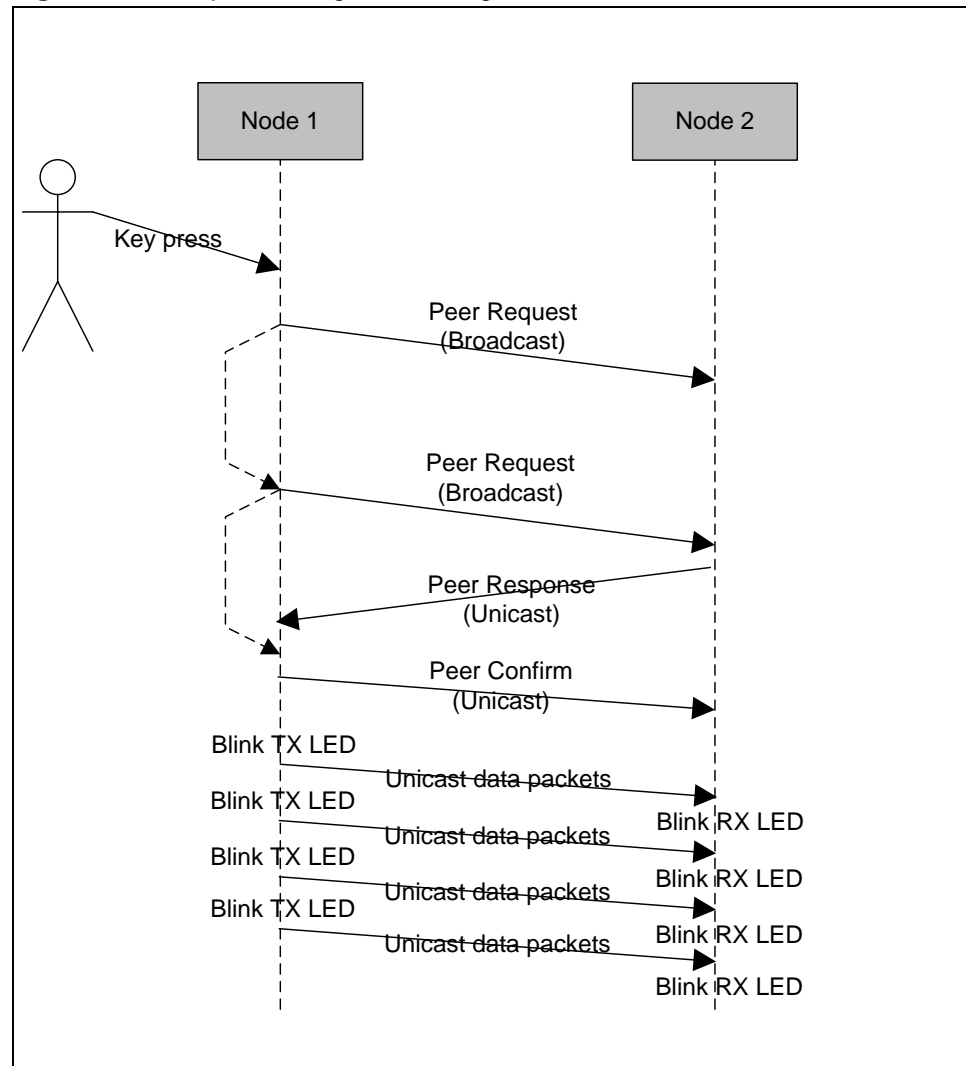 Node 1
Node 2
Key press
Peer Request
(Broadcast)
Peer Request
(Broadcast)
Peer Response
(Unicast)
Peer Confirm
(Unicast)
Blink TX LED
Unicast data packets
Blink TX LED
Blink RX LED
Unicast data packets
Blink TX LED
Blink RX LED
Unicast data packets
Blink TX LED
Blink RX LED
Unicast data packets
Blink RX LED